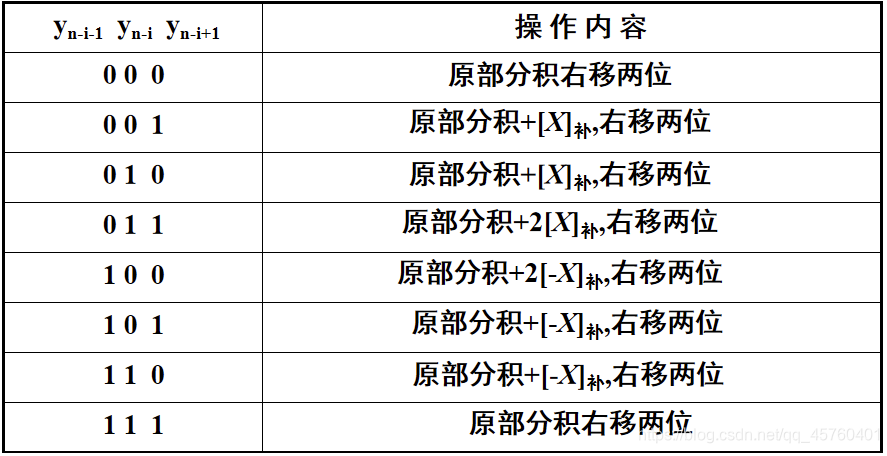 yn-i-1 yn-i yn-i+1 操 作 内 容
0 0 0 原部分积右移两位
0 0 1 原部分积+[X]补,右移两位
0 1 0 原部分积+[X]补,右移两位
0 1 1 原部分积+2[X]补,右移两位
1 0 0 原部分积+2[-X]补,右移两位
1 0 1 原部分积+[-X]补,右移两位
1 1 0 原部分积+[-X]补,右移两位
1 1 1 原部分积右移两位
https://blog.csdn.net/qq_45760401